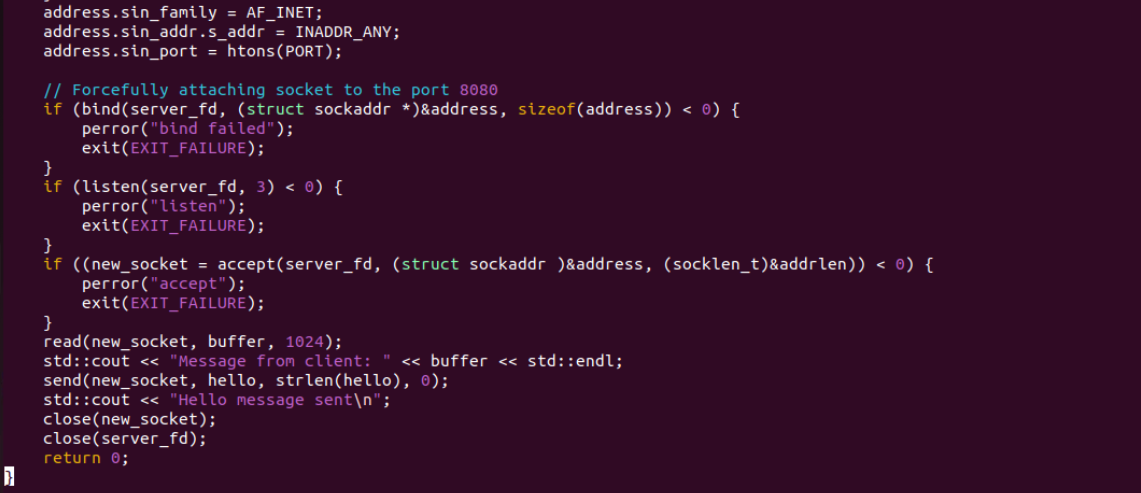 address.sin_family = AF_INET;
address.sin_addr.s_addr = INADDR_ANY;
address.sin_port = htons(PORT);
// Forcefully attaching socket to the port 8080
if (bind(server_fd, (struct sockaddr *)&address, sizeof(address)) < 0) {
perror("bind failed");
exit(EXIT_FAILURE);
}
if (listen(server_fd, 3) < 0) {
perror("listen");
exit(EXIT_FAILURE);
}
if ((new_socket = accept(server_fd, (struct sockaddr )&address, (socklen_t)&addrlen)) < 0) {
perror("accept");
exit(EXIT_FAILURE);
}
read(new_socket, buffer, 1024);
std::cout << "Message from client: " << buffer << std::endl;
send(new_socket, hello, strlen(hello), 0);
std::cout << "Hello message sent\n";
close(new_socket);
close(server_fd);
return 0;
}